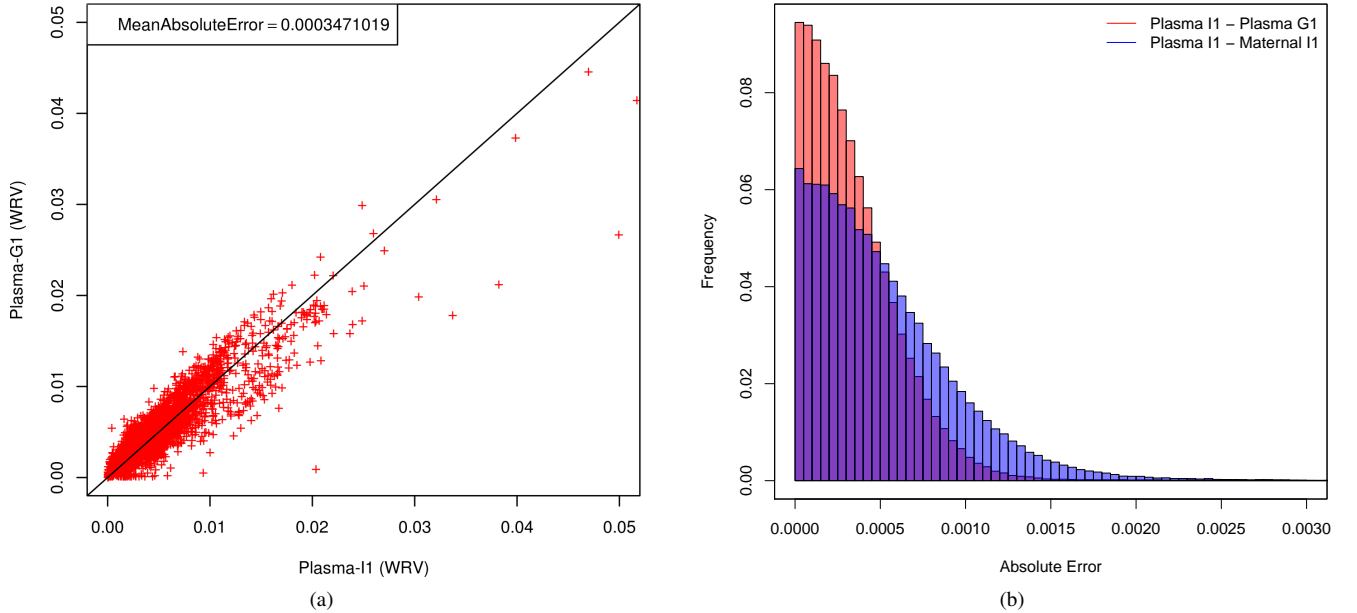 MeanAbsoluteError = 0.0003471019
0.05
0.04
0.03
0.02
0.01
0.00
Plasma-G1 (WRV)
0.00 0.01 0.02 0.03 0.04 0.05
Plasma-I1 (WRV)
(a)
Plasma I1 − Plasma G1
Plasma I1 − Maternal I1
0.08
0.06
0.04
0.02
0.00
Frequency
0.0000 0.0005 0.0010 0.0015 0.0020 0.0025 0.0030
Absolute Error
(b)